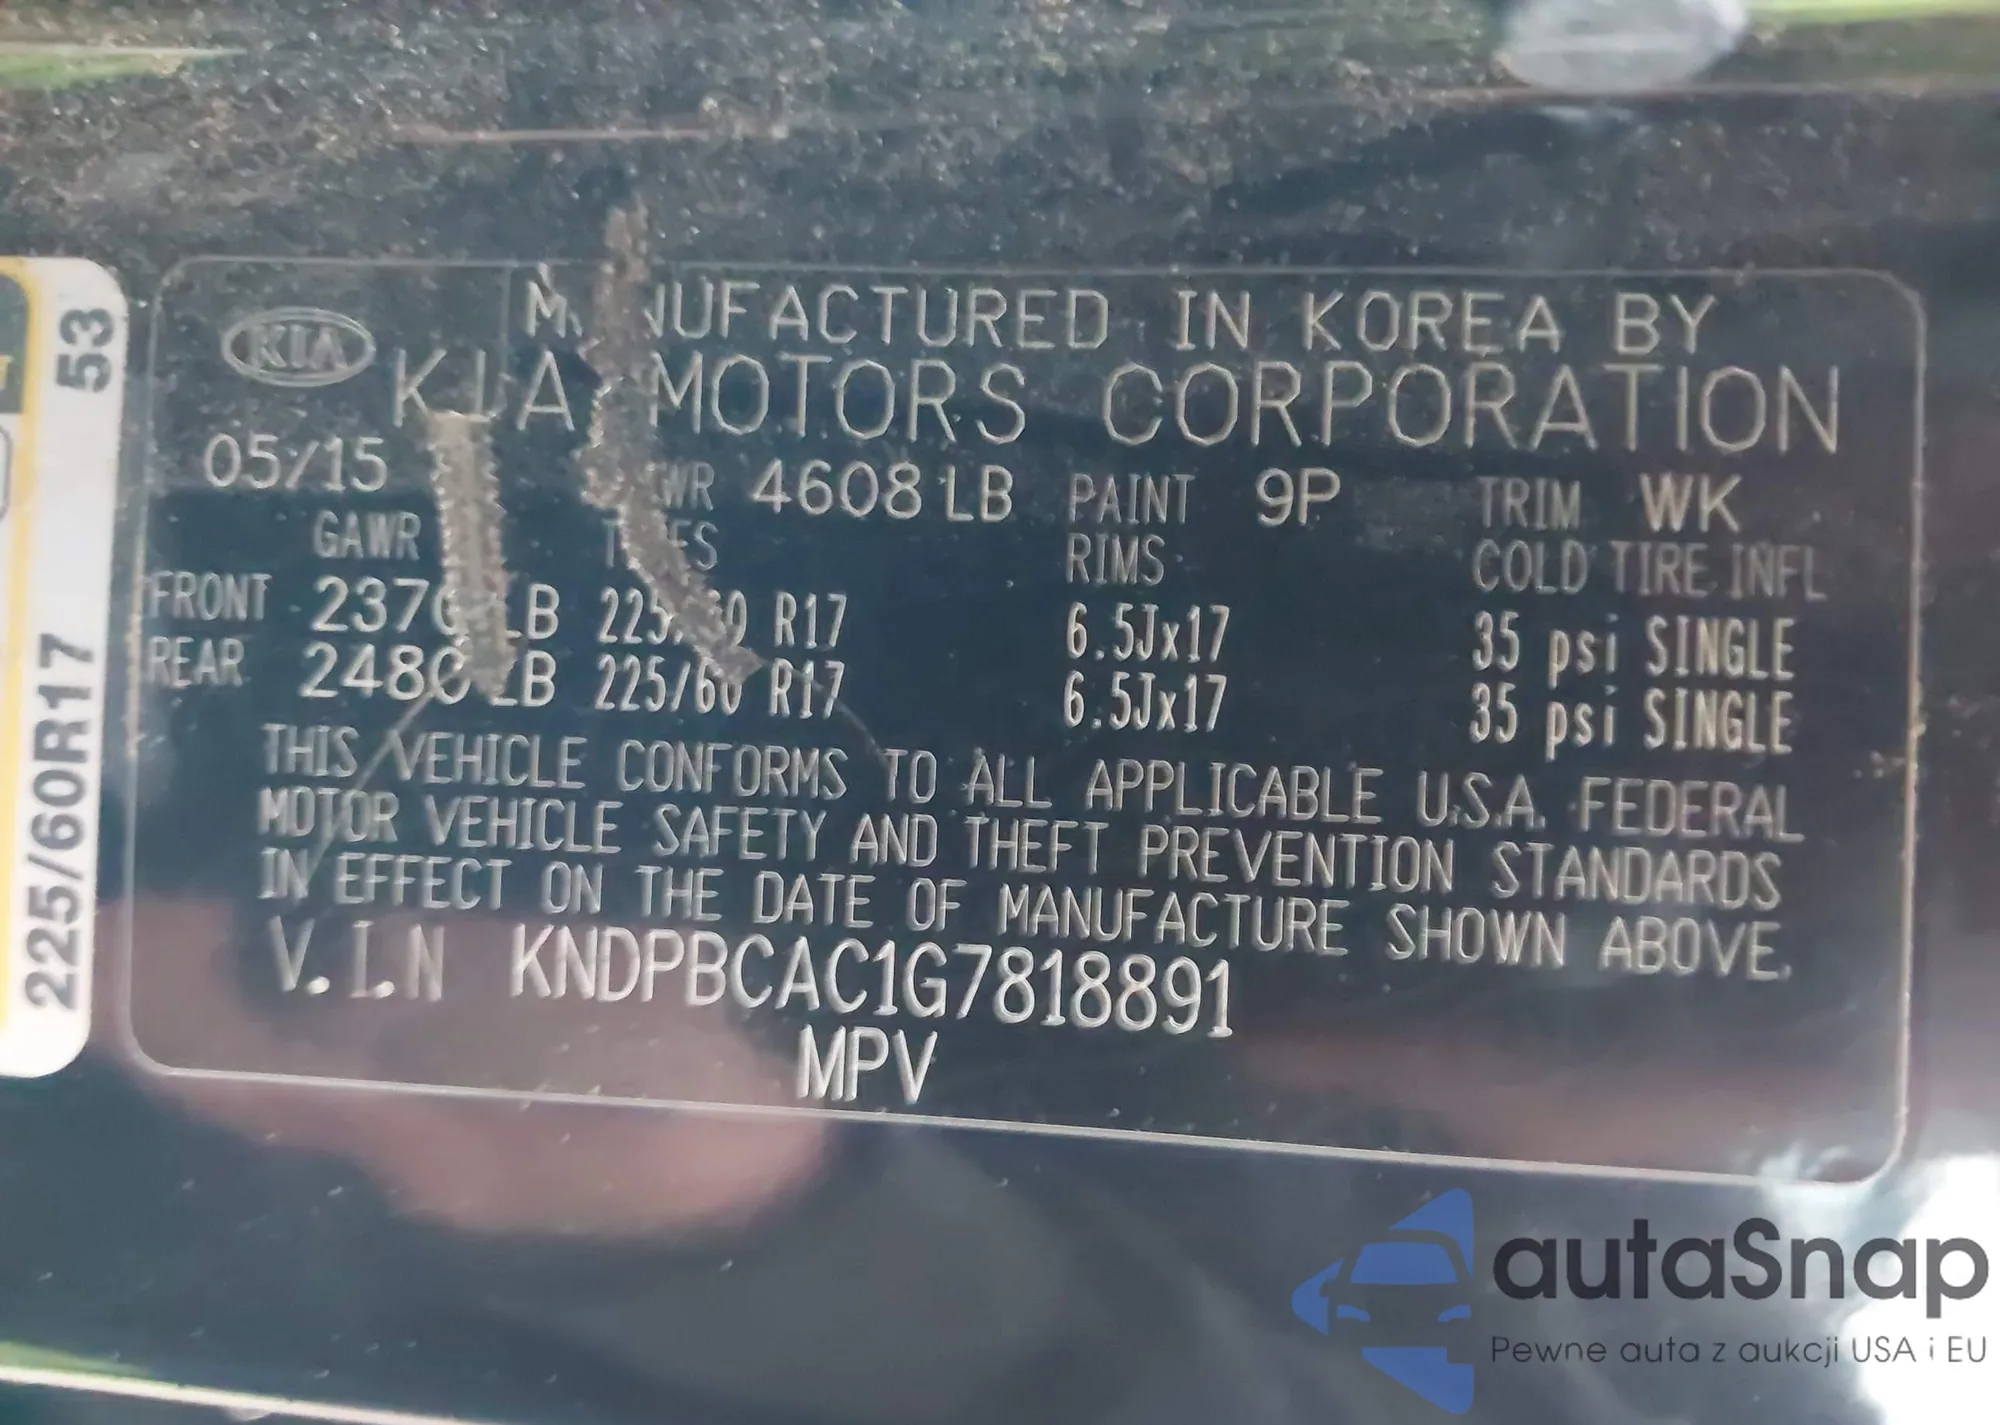 53
225/60R17
KIA
MANUFACTURED IN KOREA BY
KIA MOTORS CORPORATION
05/15 4608 LB PAINT 9P TRIM WK
GAWR RIMS COLD TIRE INFL
FRONT LB R17 6.5Jx17 35 psi SINGLE
REAR LB 225/60 R17 6.5Jx17 35 psi SINGLE
THIS VEHICLE CONFORMS TO ALL APPLICABLE U.S.A. FEDERAL
MOTOR VEHICLE SAFETY AND THEFT PREVENTION STANDARDS
IN EFFECT ON THE DATE OF MANUFACTURE SHOWN ABOVE.
V.I.N KNDPBCAC1G7818891
MPV
autaSnap
Pewne auta z aukcji USA i EU